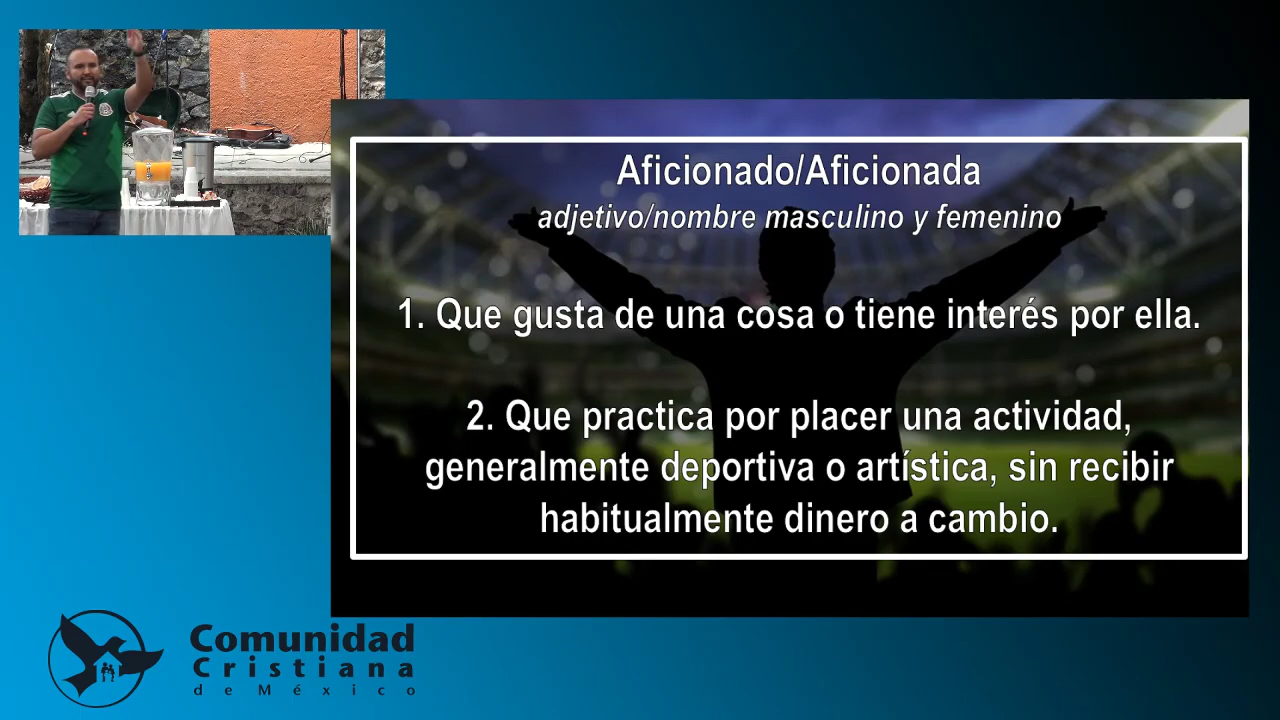 Aficionado/Aficionada
adjetivo/nombre masculino y femenino
1. Que gusta de una cosa o tiene interés por ella.
2. Que practica por placer una actividad,
generalmente deportiva o artística, sin recibir
habitualmente dinero a cambio.
Comunidad
Cristiana
de México